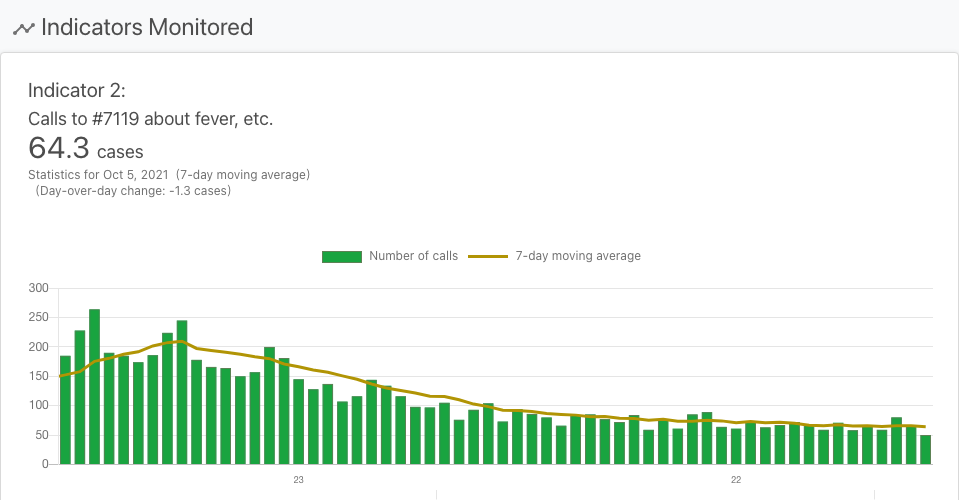 Indicators Monitored
Indicator 2:
Calls to #7119 about fever, etc.
64.3 cases
Statistics for Oct 5, 2021 (7-day moving average)
(Day-over-day change: -1.3 cases)
Number of calls 7-day moving average
300
250
200
150
100
50
0
23 22